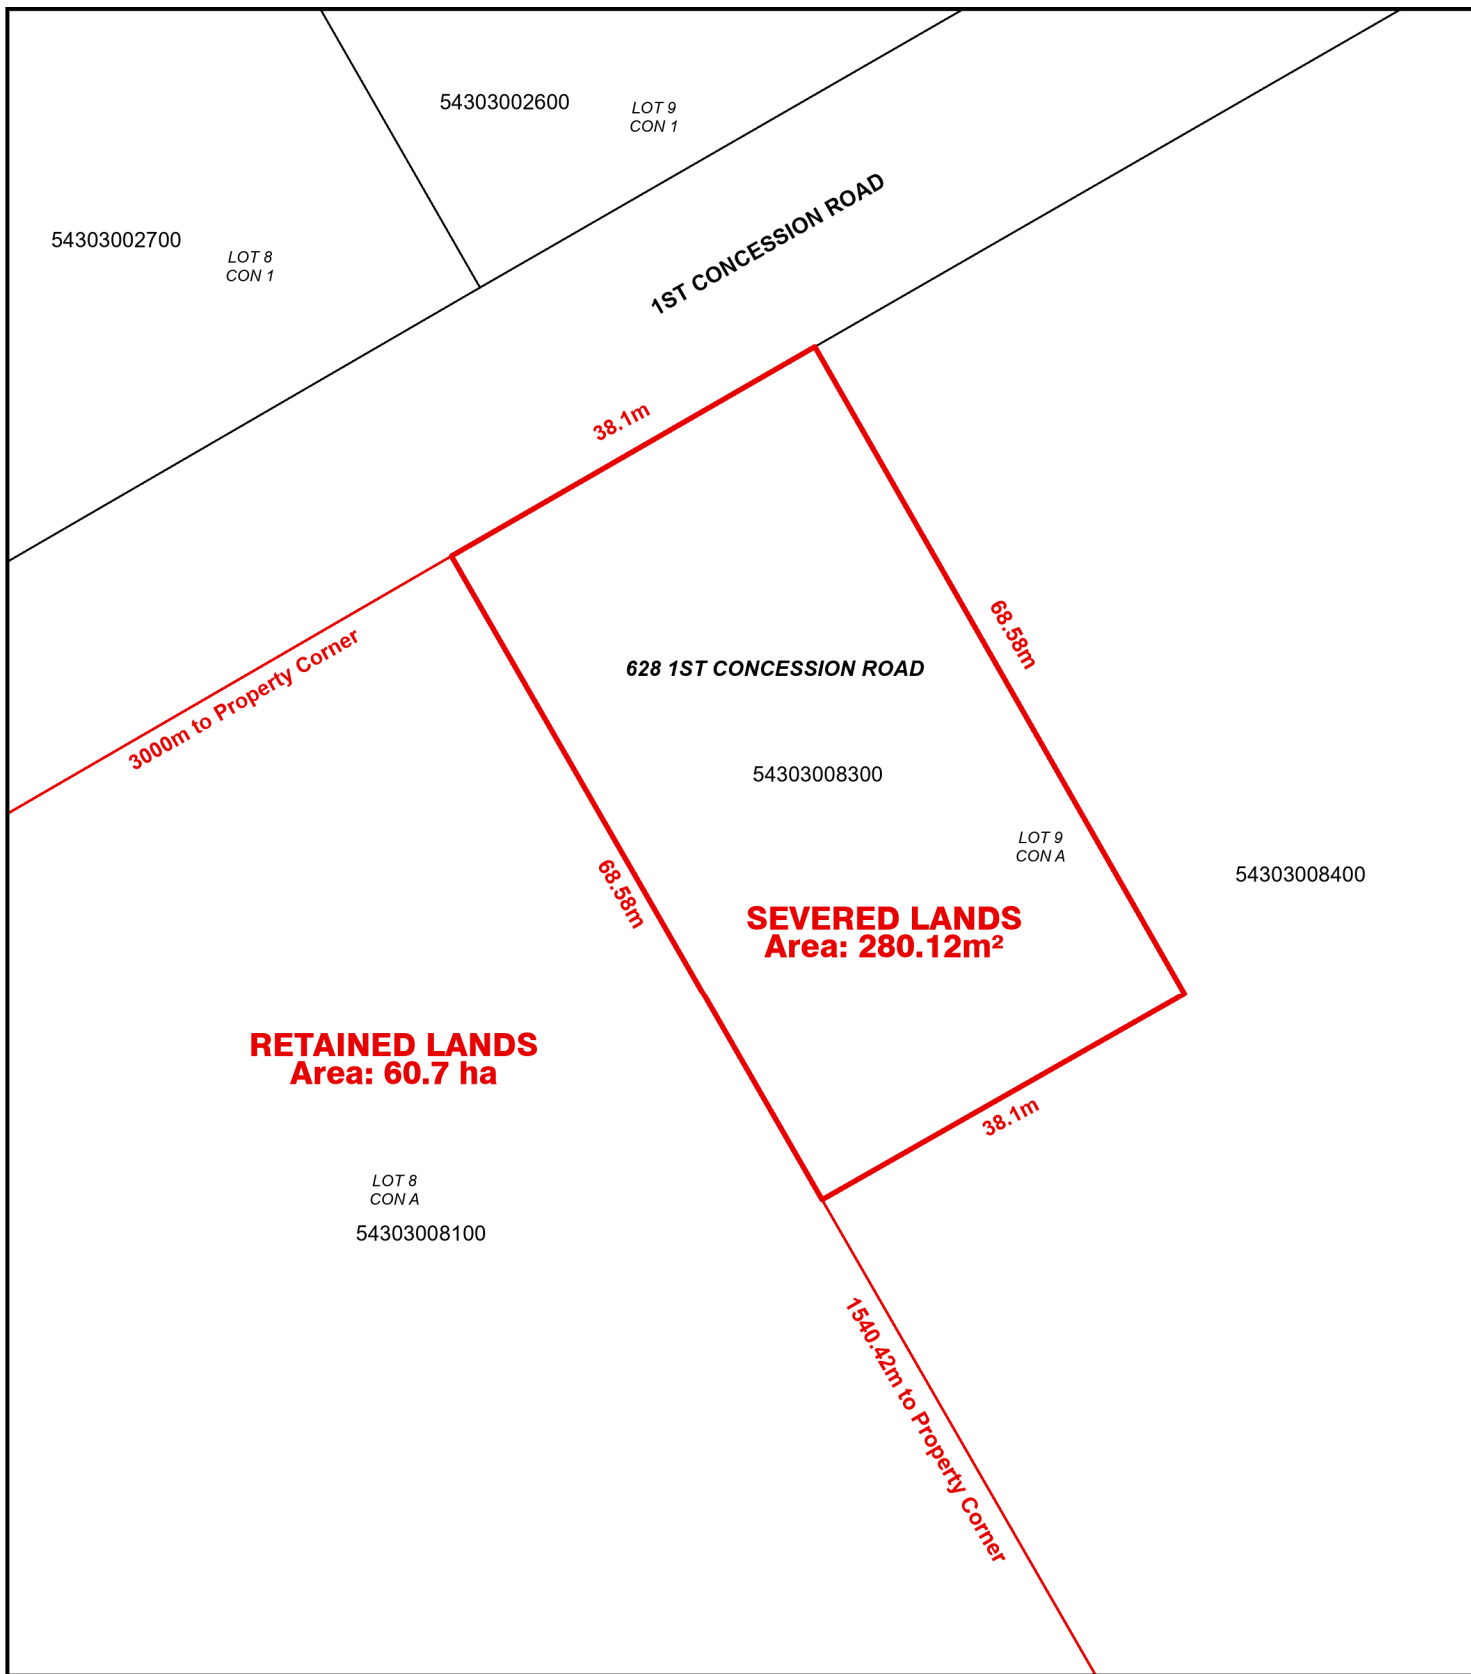 54303002600
LOT 9
CON 1
54303002700
LOT 8
CON 1
1ST CONCESSION ROAD
38.1m
3000m to Property Corner
68.58m
628 1ST CONCESSION ROAD
54303008300
LOT 9
CON A
54303008400
68.58m
SEVERED LANDS
Area: 280.12m²
RETAINED LANDS
Area: 60.7 ha
38.1m
LOT 8
CON A
54303008100
1540.42m to Property Corner